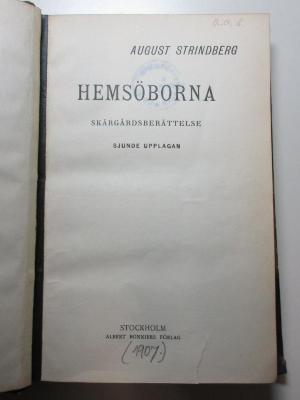 AUGUST STRINDBERG
HEMSÖBORNA
SKÄRGÅRDSBERÄTTELSE
SJUNDE UPPLAGAN
STOCKHOLM
ALBERT BONNIERS FÖRLAG
(1907.)